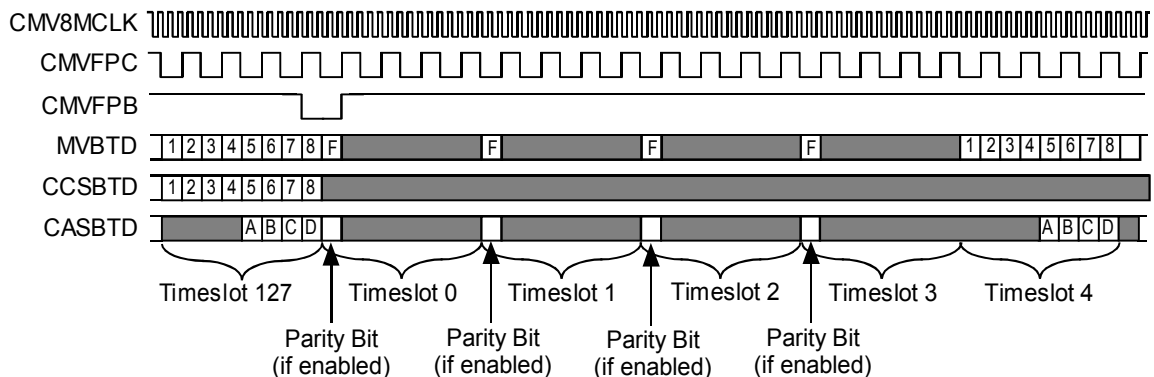 CMV8MCLK
CMVFPC
CMVFPB
MVBTD 1 2 3 4 5 6 7 8 F F F F 1 2 3 4 5 6 7 8
CCSBTD 1 2 3 4 5 6 7 8
CASBTD A B C D A B C D
Timeslot 127 Timeslot 0 Timeslot 1 Timeslot 2 Timeslot 3 Timeslot 4
Parity Bit Parity Bit Parity Bit Parity Bit
(if enabled) (if enabled) (if enabled) (if enabled)